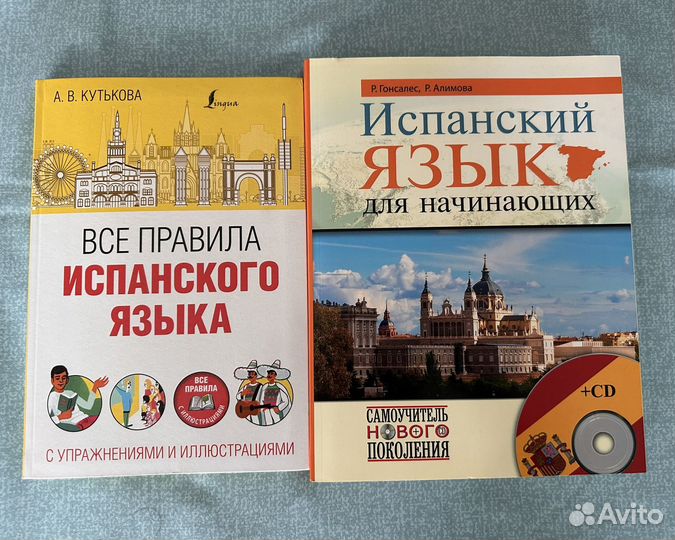 А. В. КУТЬКОВА
Lingua
ВСЕ ПРАВИЛА
ИСПАНСКОГО
ЯЗЫКА
ВСЕ ПРАВИЛА
С ИЛЛЮСТРАЦИЯМИ
С УПРАЖНЕНИЯМИ И ИЛЛЮСТРАЦИЯМИ
Р. Гонсалес, Р. Алимова
Испанский
ЯЗЫК
для начинающих
+CD
САМОУЧИТЕЛЬ
НОВОГО
ПОКОЛЕНИЯ
Avito